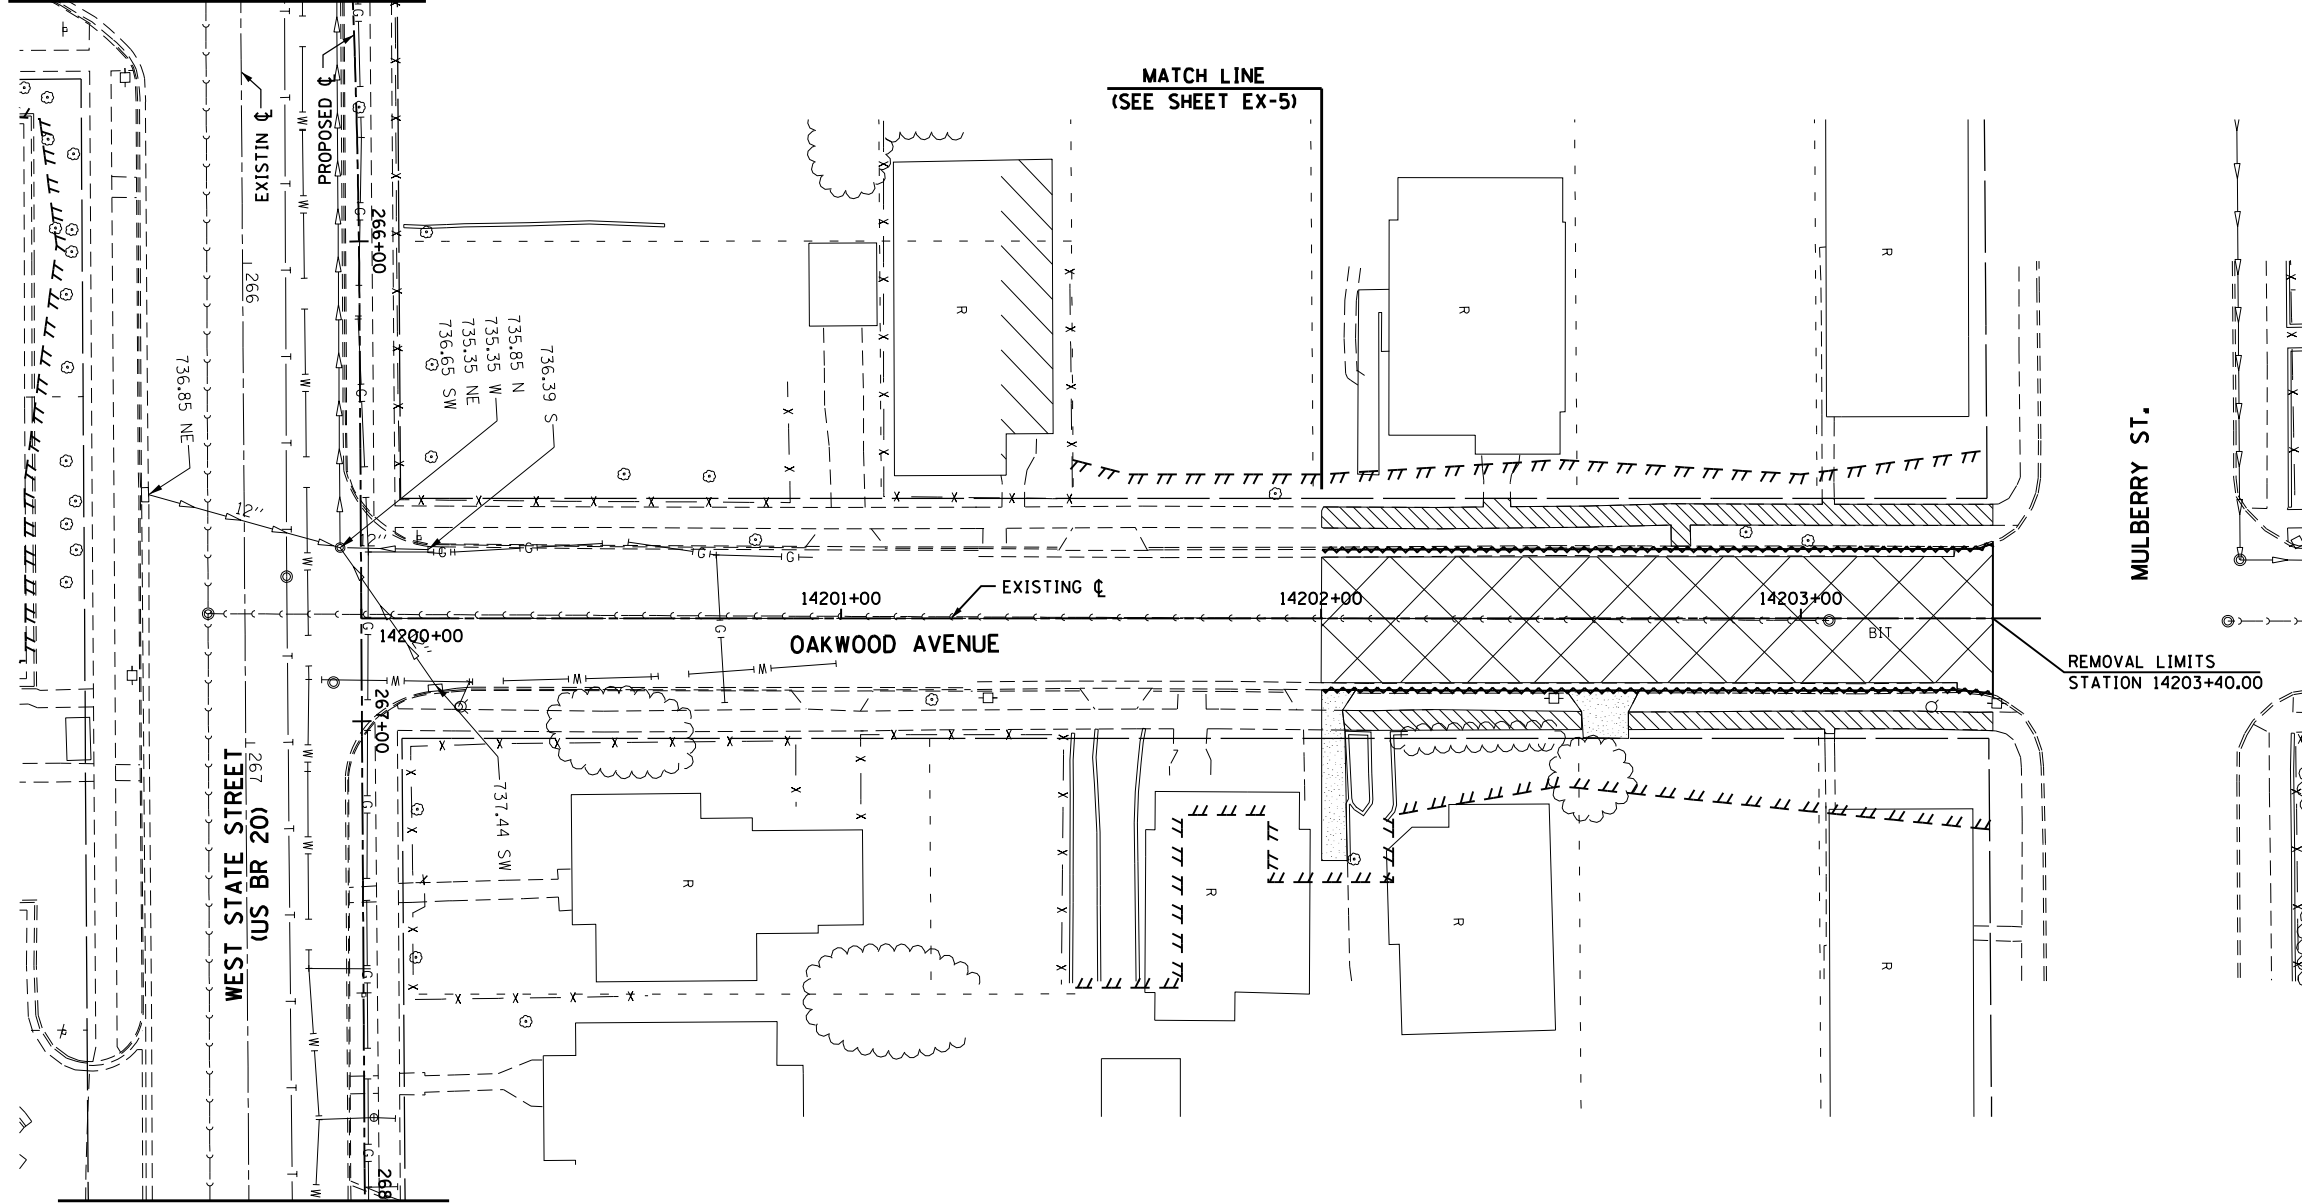 MATCH LINE
(SEE SHEET EX-5)
EXISTIN ℄
PROPOSED ℄
266+00
266
736.85 NE
735.85 N
735.35 W
735.35 NE
736.65 SW
736.39 S
12"
12"
14200+00
14201+00
EXISTING ℄
14202+00
14203+00
OAKWOOD AVENUE
BIT
MULBERRY ST.
REMOVAL LIMITS
STATION 14203+40.00
267+00
267
WEST STATE STREET
(US BR 20)
737.44 SW
268
R
R
R
R
R
R
R